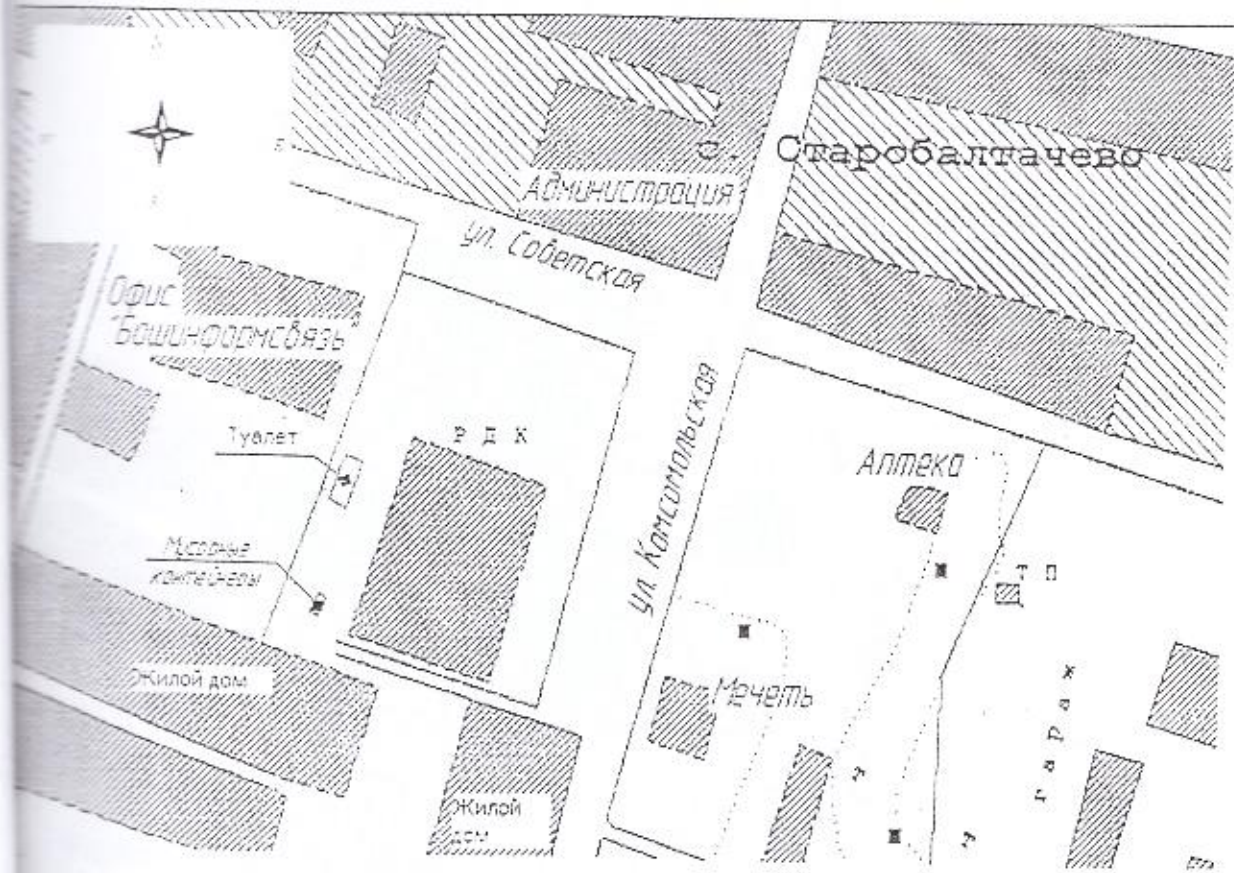 с. Старобалтачево
Администрация
ул. Советская
Офис
"Башинформсвязь"
Туалет
Р Д К
ул. Комсомольская
Аптека
Мусорные
контейнеры
Т П
Жилой дом
Мечеть
гараж
Жилой
дом